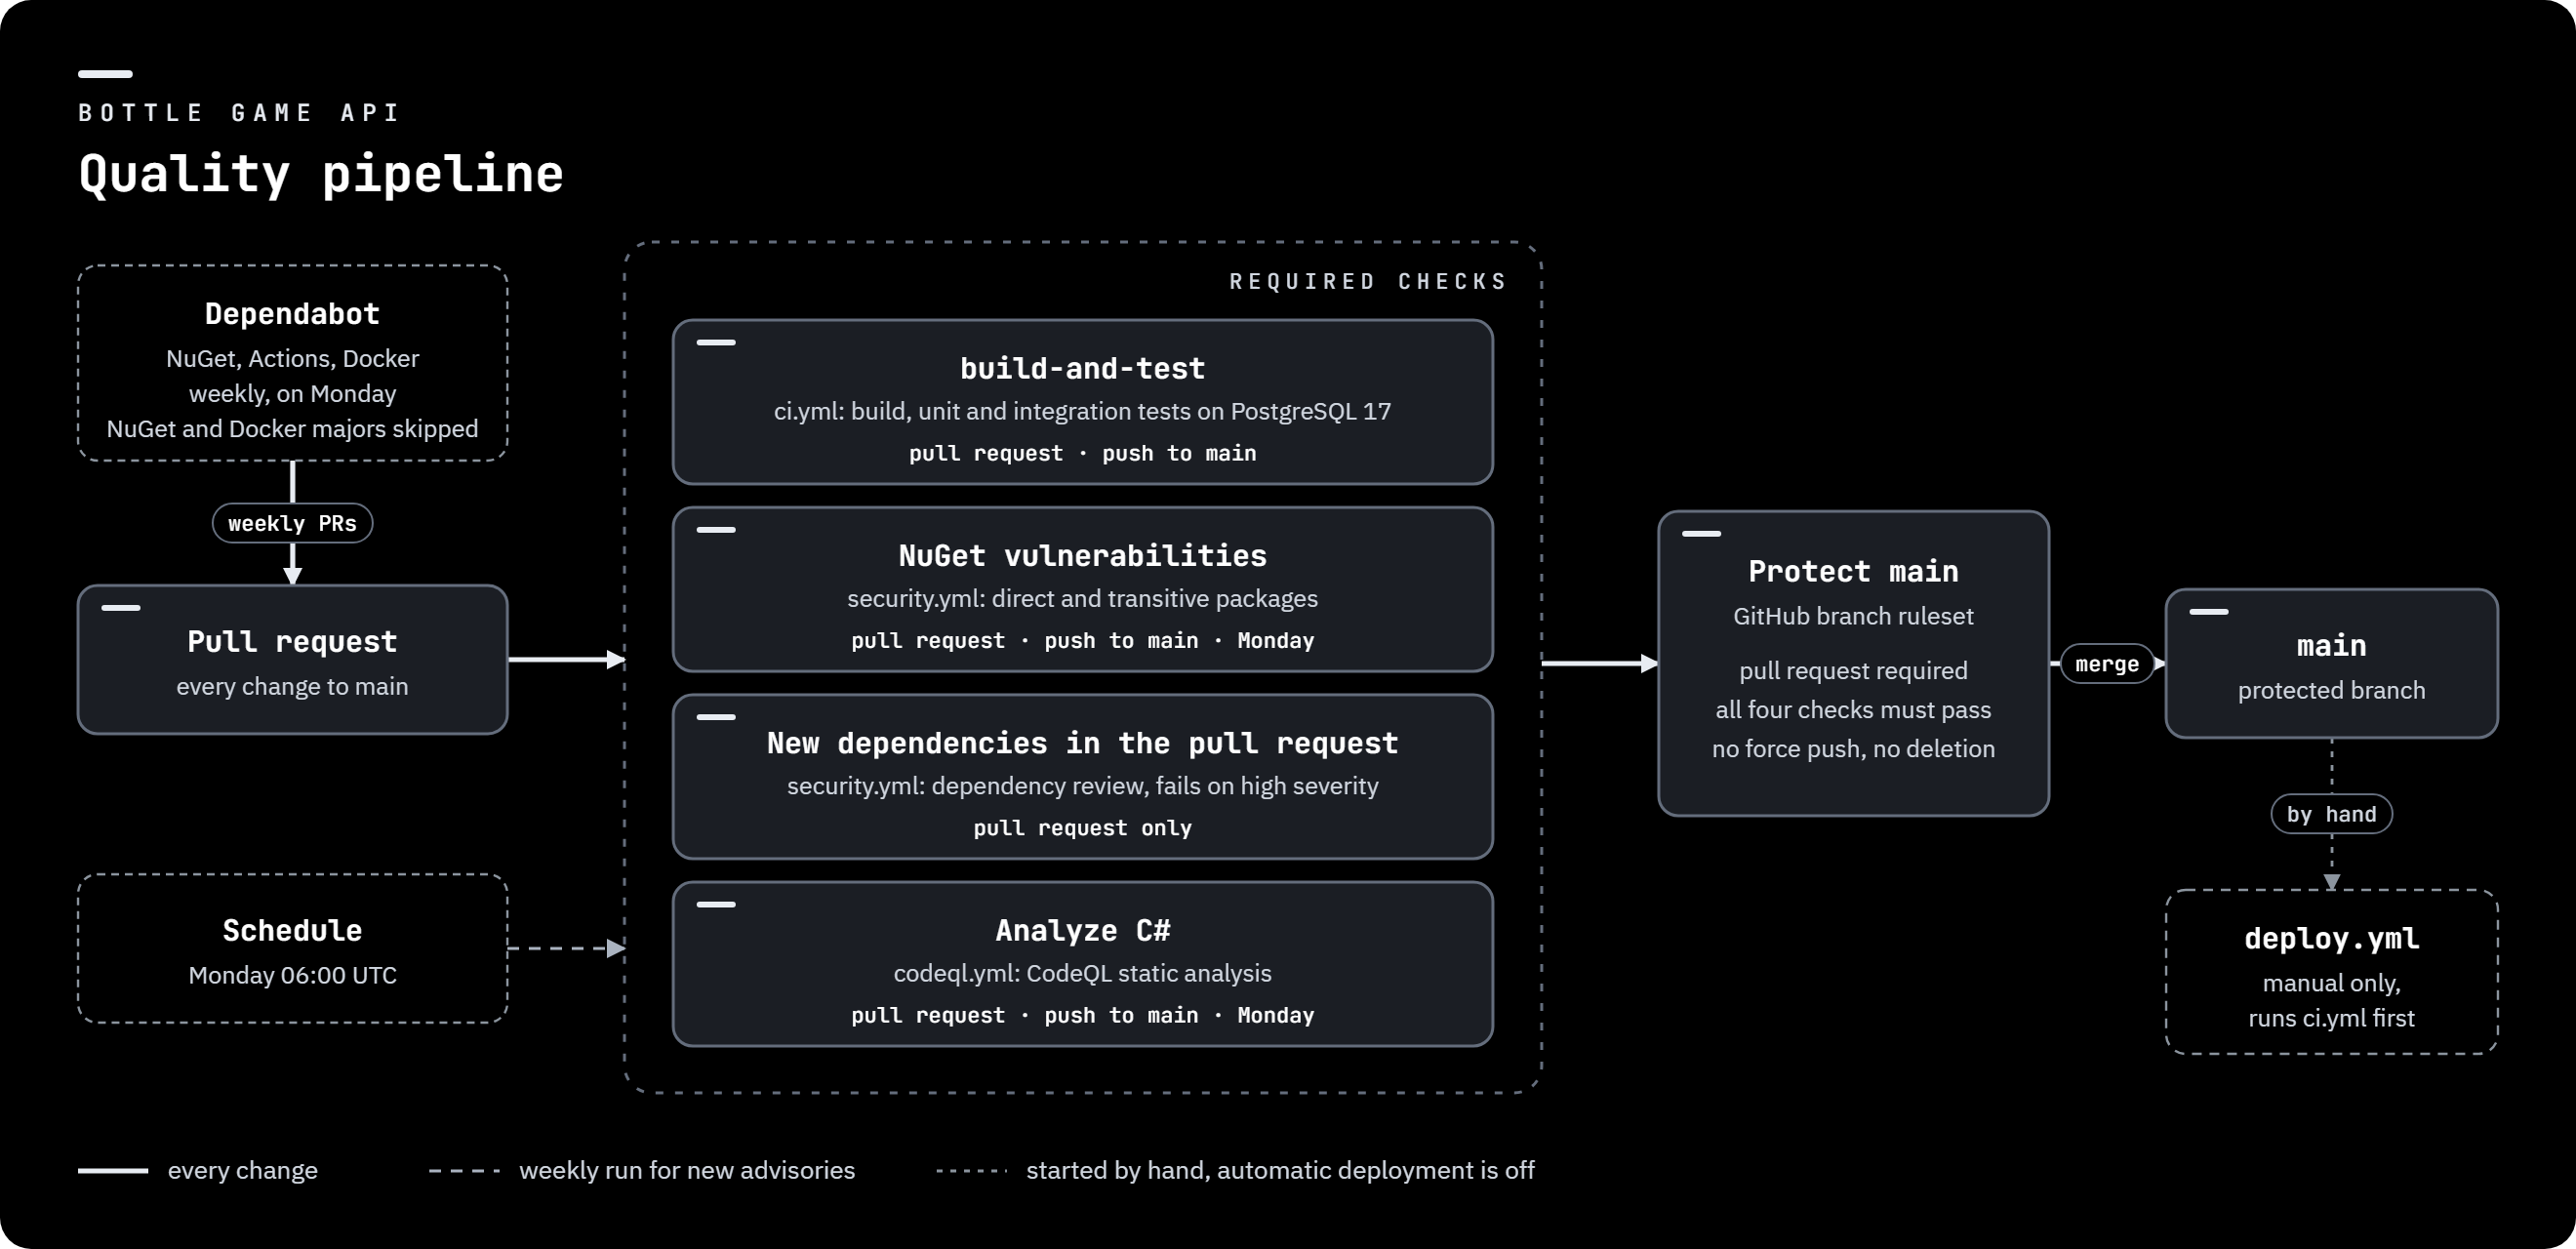 BOTTLE GAME API
Quality pipeline
Dependabot
NuGet, Actions, Docker
weekly, on Monday
NuGet and Docker majors skipped
weekly PRs
Pull request
every change to main
Schedule
Monday 06:00 UTC
REQUIRED CHECKS
build-and-test
ci.yml: build, unit and integration tests on PostgreSQL 17
pull request · push to main
NuGet vulnerabilities
security.yml: direct and transitive packages
pull request · push to main · Monday
New dependencies in the pull request
security.yml: dependency review, fails on high severity
pull request only
Analyze C#
codeql.yml: CodeQL static analysis
pull request · push to main · Monday
Protect main
GitHub branch ruleset
pull request required
all four checks must pass
no force push, no deletion
merge
main
protected branch
by hand
deploy.yml
manual only,
runs ci.yml first
every change
weekly run for new advisories
started by hand, automatic deployment is off